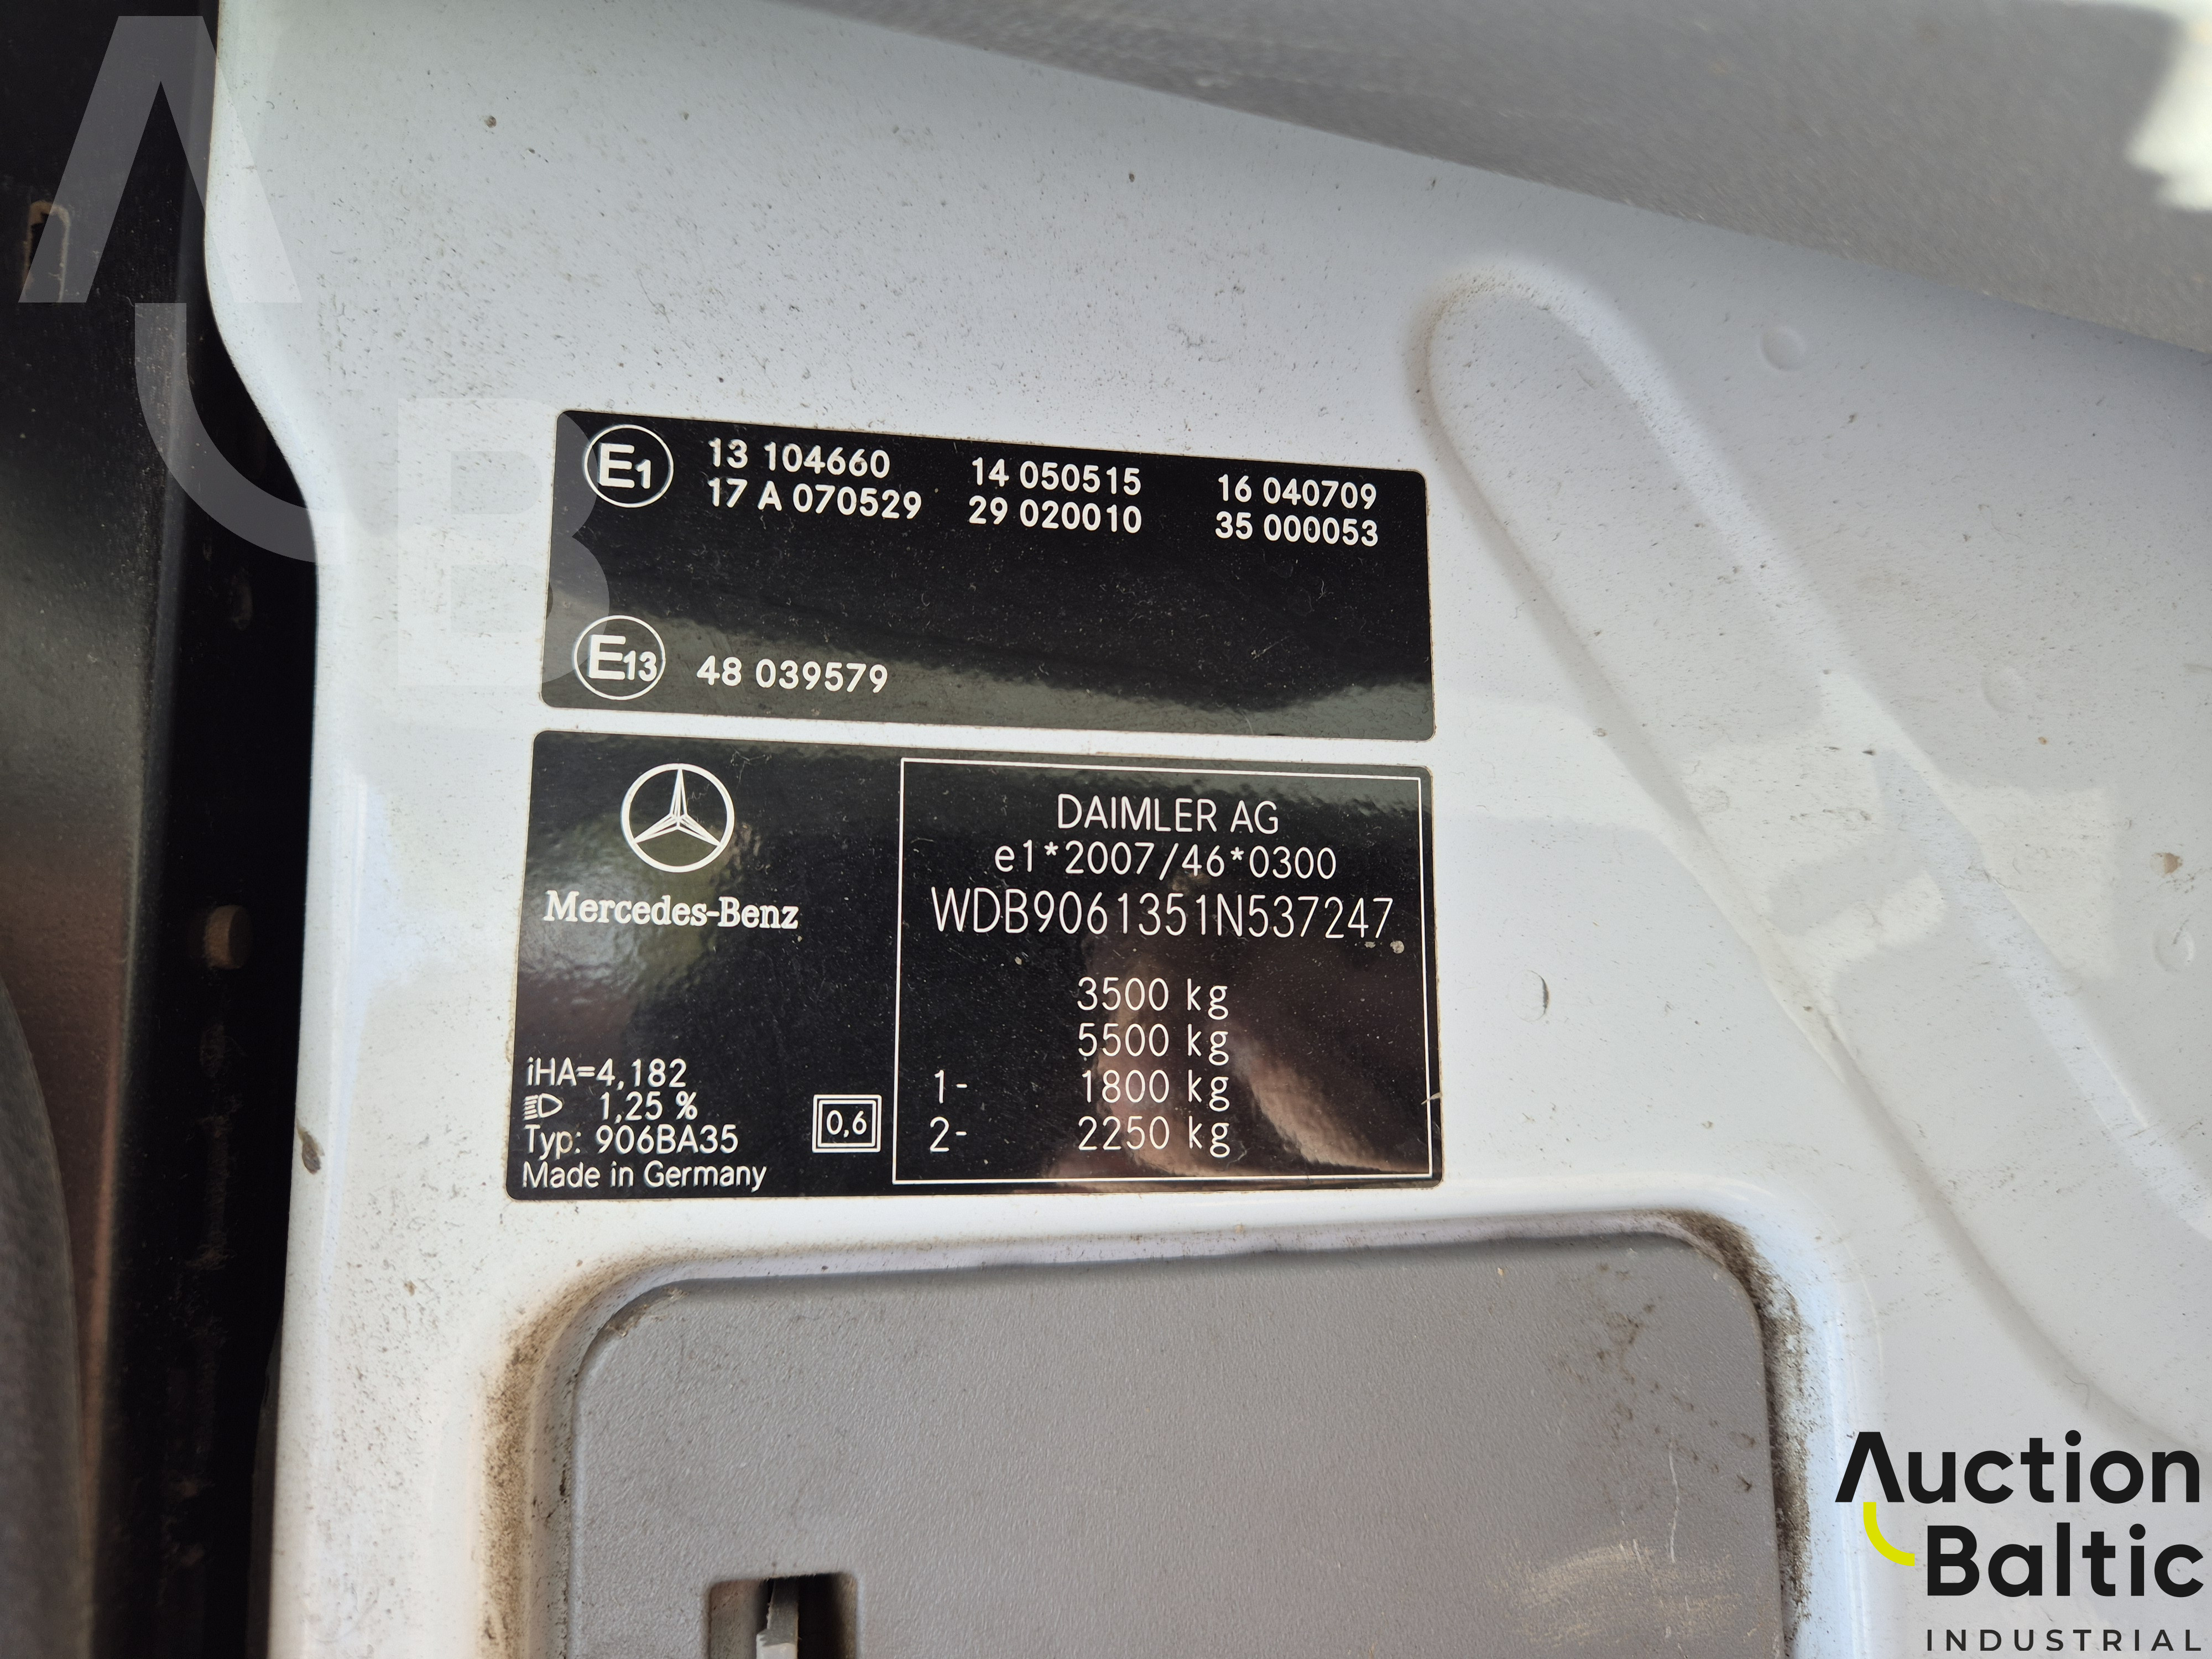 E1 13 104660 14 050515 16 040709
17 A 070529 29 020010 35 000053
E13 48 039579
Mercedes-Benz
iHA=4,182
1,25 %
Typ: 906BA35
Made in Germany
0,6
DAIMLER AG
e1*2007/46*0300
WDB9061351N537247
3500 kg
5500 kg
1- 1800 kg
2- 2250 kg
AB
Auction
Baltic
INDUSTRIAL